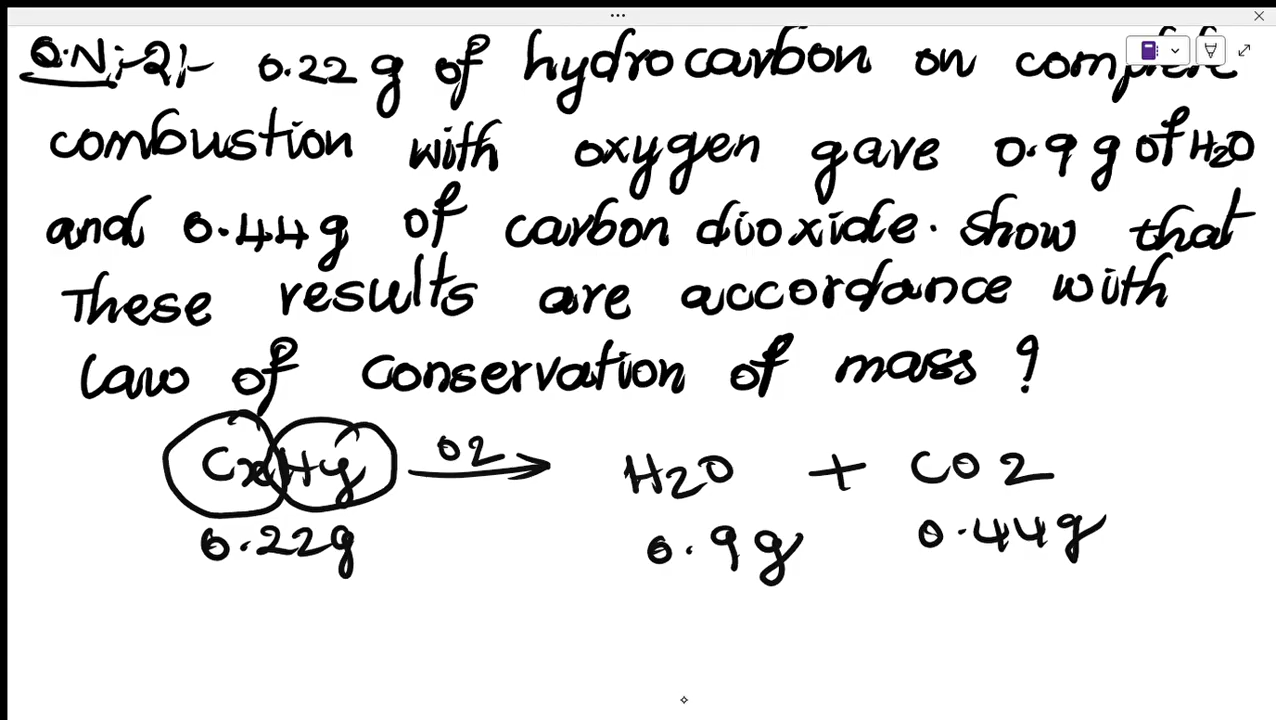 Q.N:-2:- 0.22 g of hydrocarbon on complete
combustion with oxygen gave 0.9 g of H2O
and 0.44g of carbon dioxide. Show that
These results are accordance with
law of conservation of mass ?
CxHy O2 → H2O + CO2
0.22g 0.9g 0.44g